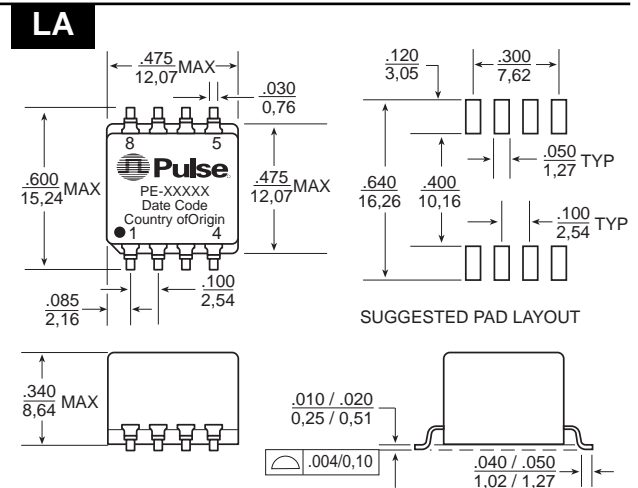 LA
.475
12,07 MAX
.030
0,76
8 5
Pulse
PE-XXXXX
Date Code
Country ofOrigin
1 4
.600
15,24 MAX
.475
12,07 MAX
.085
2,16
.100
2,54
.120
3,05
.300
7,62
.050
1,27 TYP
.640
16,26
.400
10,16
.100
2,54 TYP
SUGGESTED PAD LAYOUT
.340
8,64 MAX
.010 / .020
0,25 / 0,51
.004/0,10
.040 / .050
1,02 / 1,27